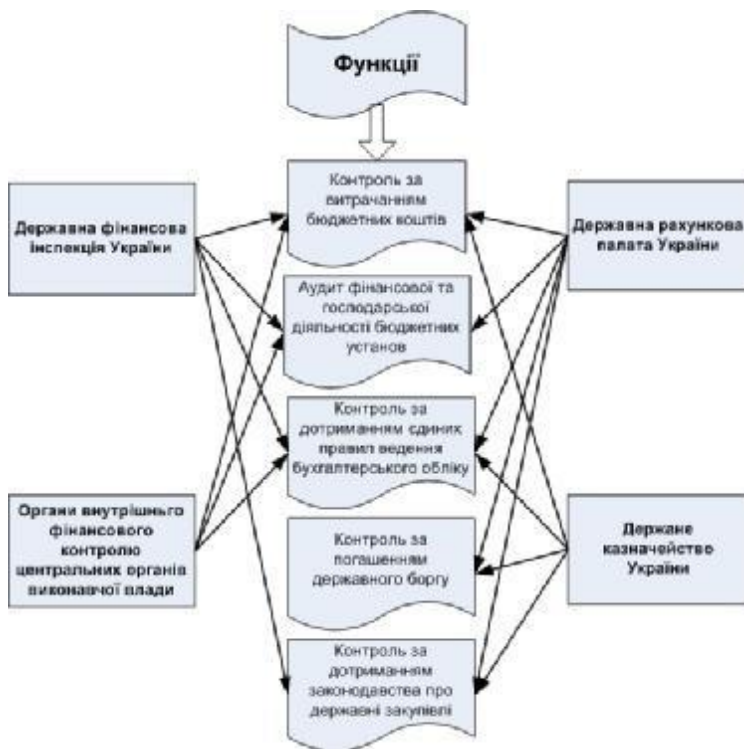 Функції
Контроль за
витрачанням
бюджетних коштів
Державна фінансова
інспекція України
Державна рахункова
палата України
Аудит фінансової та
господарської
діяльності бюджетних
установ
Контроль за
дотриманням єдиних
правил ведення
бухгалтерського обліку
Органи внутрішньго
фінансового
контролю
центральних органів
виконавчої влади
Контроль за
погашенням
державного боргу
Держане
казначейство
України
Контроль за
дотриманням
законодавства про
державні закупівлі